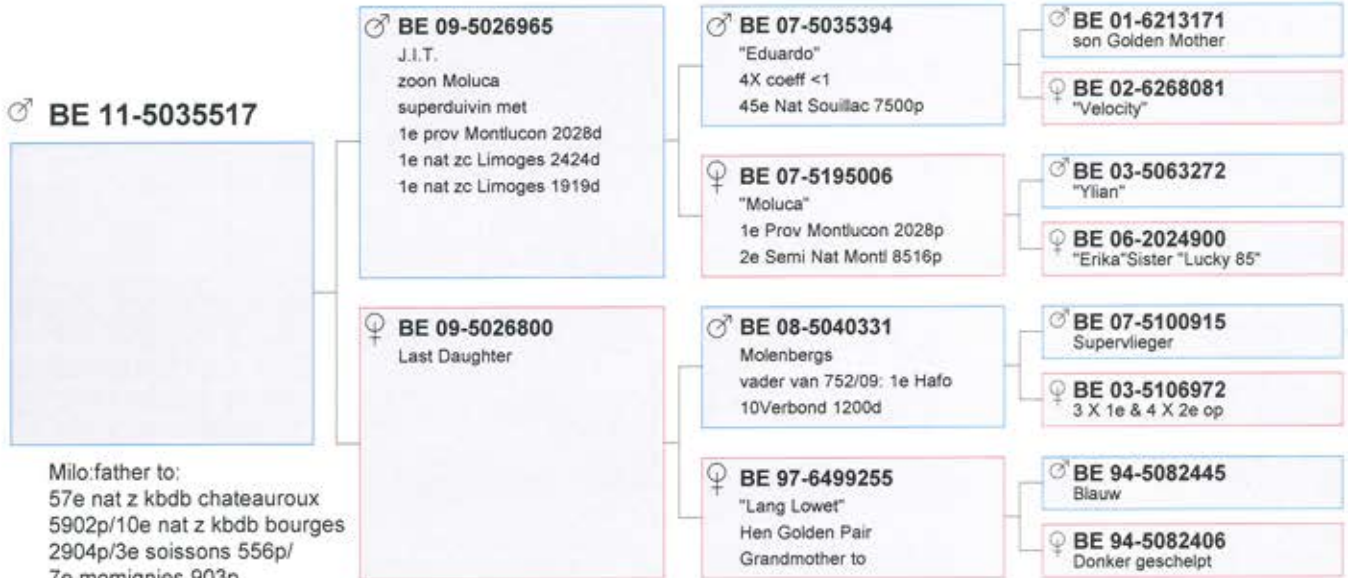 BE 11-5035517
Milo:father to:
57e nat z kbdb chateauroux
5902p/10e nat z kbdb bourges
2904p/3e soissons 556p/
7e momignies 903p
BE 09-5026965
J.I.T.
zoon Moluca
superduivin met
1e prov Montlucon 2028d
1e nat zc Limoges 2424d
1e nat zc Limoges 1919d
BE 09-5026800
Last Daughter
BE 07-5035394
"Eduardo"
4X coeff <1
45e Nat Souillac 7500p
BE 07-5195006
"Moluca"
1e Prov Montlucon 2028p
2e Semi Nat Montl 8516p
BE 08-5040331
Molenbergs
vader van 752/09: 1e Hafo
10Verbond 1200d
BE 97-6499255
"Lang Lowet"
Hen Golden Pair
Grandmother to
BE 01-6213171
son Golden Mother
BE 02-6268081
"Velocity"
BE 03-5063272
"Ylian"
BE 06-2024900
"Erika"Sister "Lucky 85"
BE 07-5100915
Supervlieger
BE 03-5106972
3 X 1e & 4 X 2e op
BE 94-5082445
Blauw
BE 94-5082406
Donker geschelpt